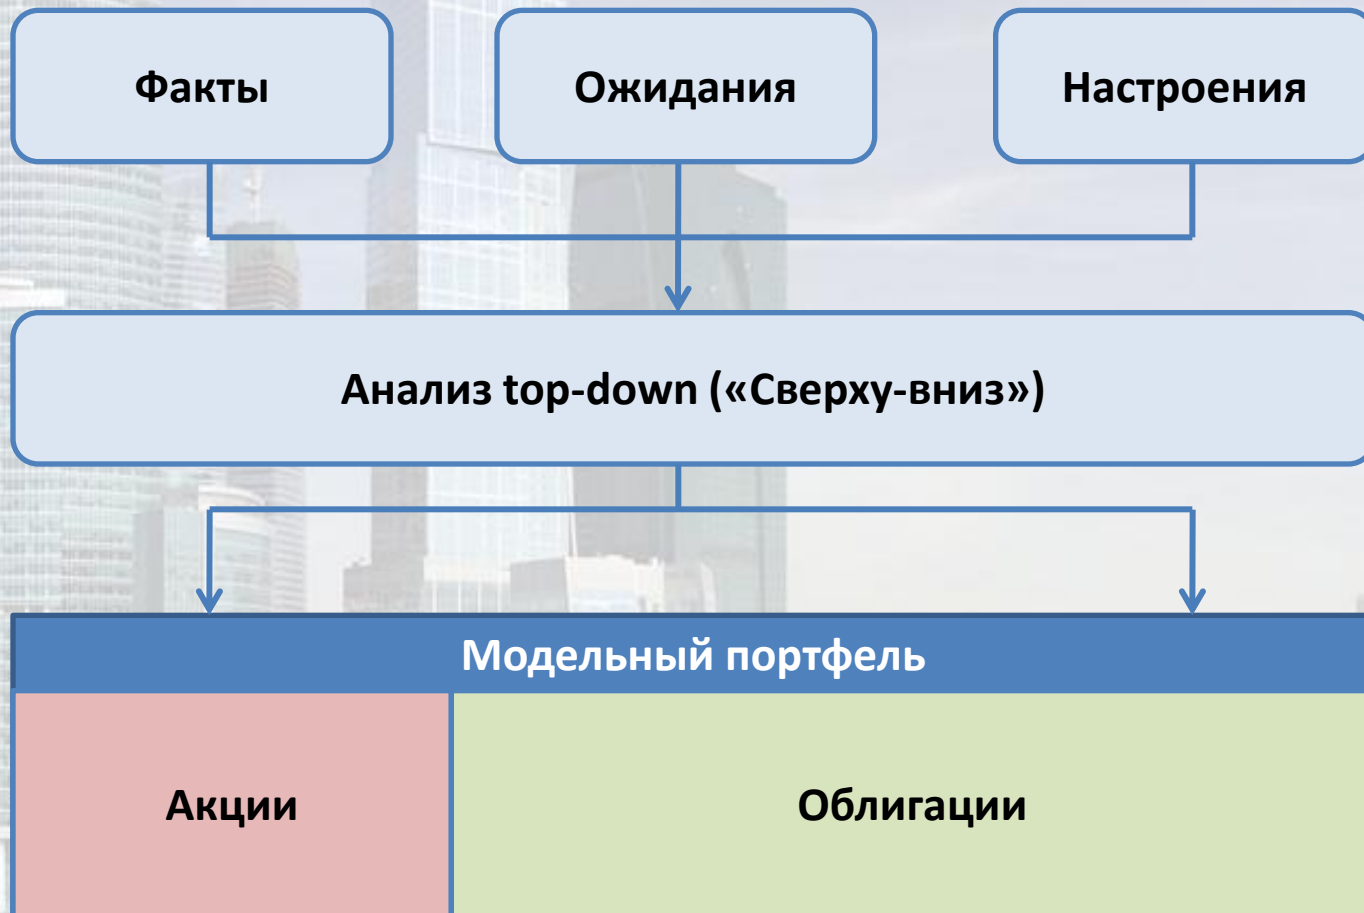 Факты
Ожидания
Настроения
Анализ top-down («Сверху-вниз»)
Модельный портфель
Акции
Облигации